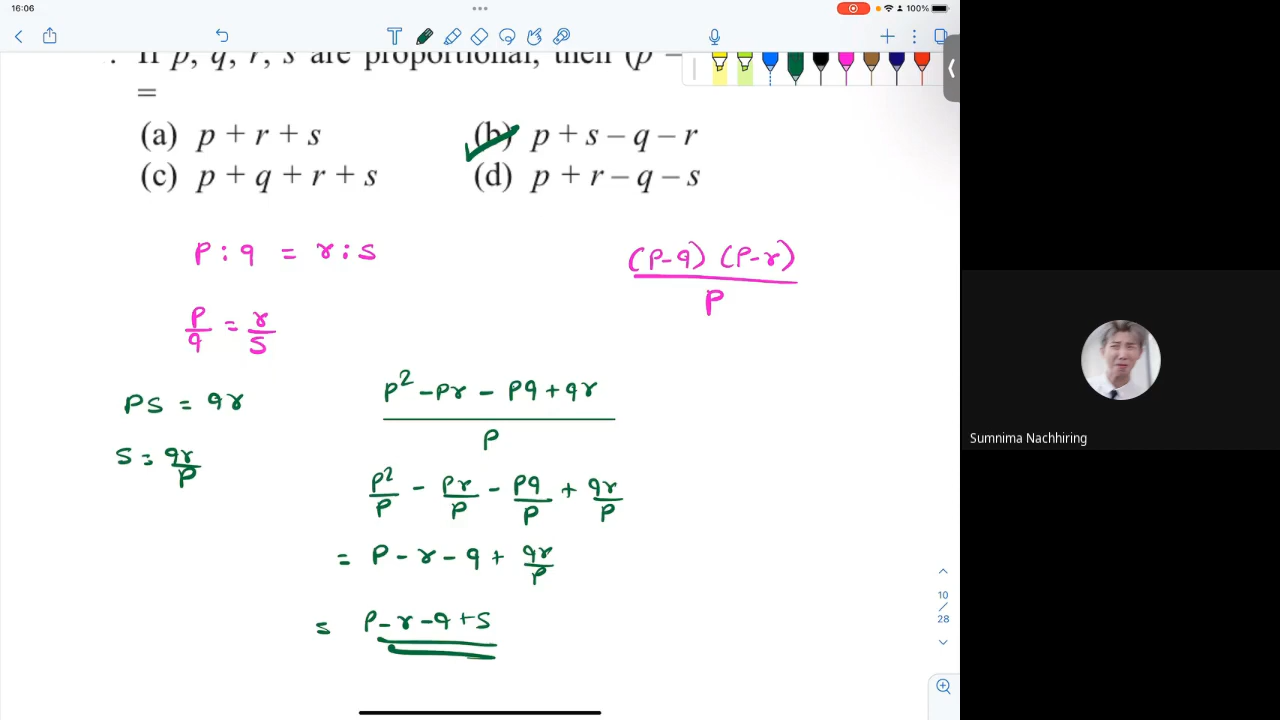 16:06
100%
If p, q, r, s are proportional, then (p –
=
(a) p + r + s
(b) p + s – q – r
(c) p + q + r + s
(d) p + r – q – s
P : q = r : s
(P-q) (P-r)
P
P/q = r/s
PS = qr
S = qr/P
P² - Pr - Pq + qr
P
P²/P - Pr/P - Pq/P + qr/P
= P - r - q + qr/P
= P - r - q + s
10
/
28
Sumnima Nachhiring